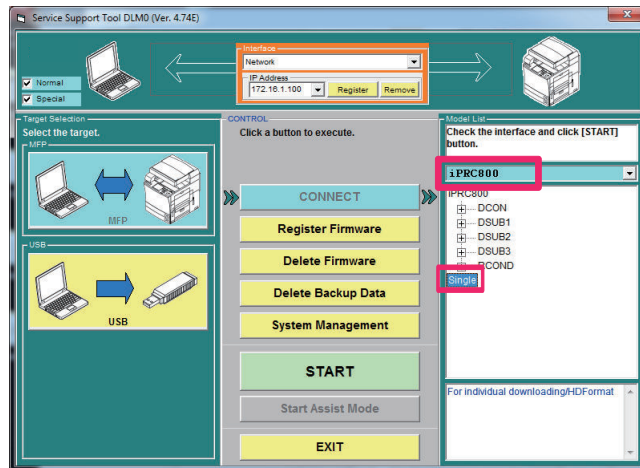 Service Support Tool DLM0 (Ver. 4.74E)
Interface
Network
IP Address
172.16.1.100
Register
Remove
Normal
Special
Target Selection
Select the target.
MFP
MFP
USB
USB
CONTROL
Click a button to execute.
CONNECT
Register Firmware
Delete Firmware
Delete Backup Data
System Management
START
Start Assist Mode
EXIT
Model List
Check the interface and click [START]
button.
iPRC800
iPRC800
DCON
DSUB1
DSUB2
DSUB3
RCOND
Single
For individual downloading/HDFormat